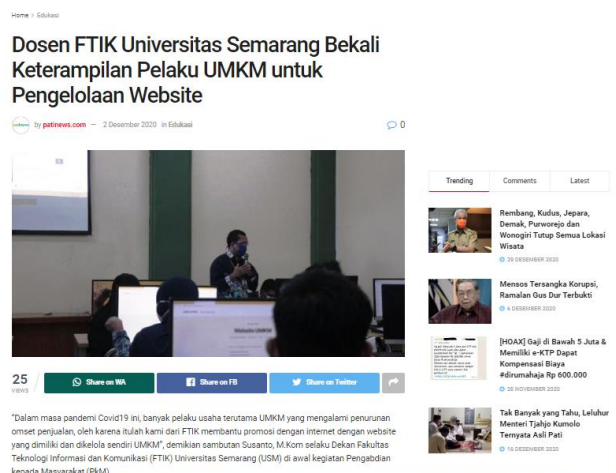 Home > Edukasi
Dosen FTIK Universitas Semarang Bekali
Keterampilan Pelaku UMKM untuk
Pengelolaan Website
by patinews.com — 2 Desember 2020 in Edukasi
0
25
VIEWS
Share on WA
Share on FB
Share on Twitter
"Dalam masa pandemi Covid19 ini, banyak pelaku usaha terutama UMKM yang mengalami penurunan
omset penjualan, oleh karena itulah kami dari FTIK membantu promosi dengan internet dengan website
yang dimiliki dan dikelola sendiri UMKM", demikian sambutan Susanto, M.Kom selaku Dekan Fakultas
Teknologi Informasi dan Komunikasi (FTIK) Universitas Semarang (USM) di awal kegiatan Pengabdian
kepada Masyarakat (PkM)
Trending
Comments
Latest
Rembang, Kudus, Jepara,
Demak, Purworejo dan
Wonogiri Tutup Semua Lokasi
Wisata
29 DESEMBER 2020
Mensos Tersangka Korupsi,
Ramalan Gus Dur Terbukti
6 DESEMBER 2020
[HOAX] Gaji di Bawah 5 Juta &
Memiliki e-KTP Dapat
Kompensasi Biaya
#dirumahaja Rp 600.000
28 NOVEMBER 2020
Tak Banyak yang Tahu, Leluhur
Menteri Tjahjo Kumolo
Ternyata Asli Pati
16 DESEMBER 2020